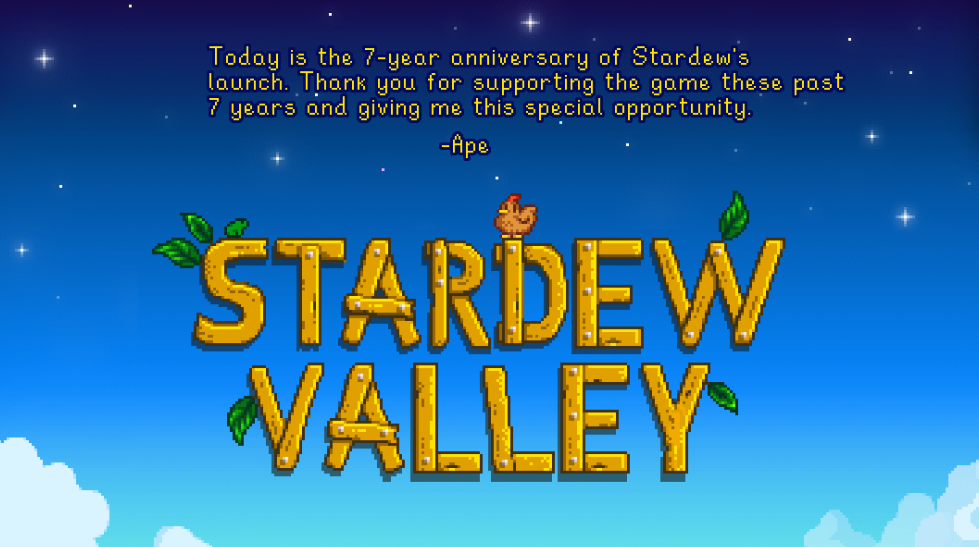 Today is the 7-year anniversary of Stardew's
launch. Thank you for supporting the game these past
7 years and giving me this special opportunity.
-Ape
STARDEW
VALLEY